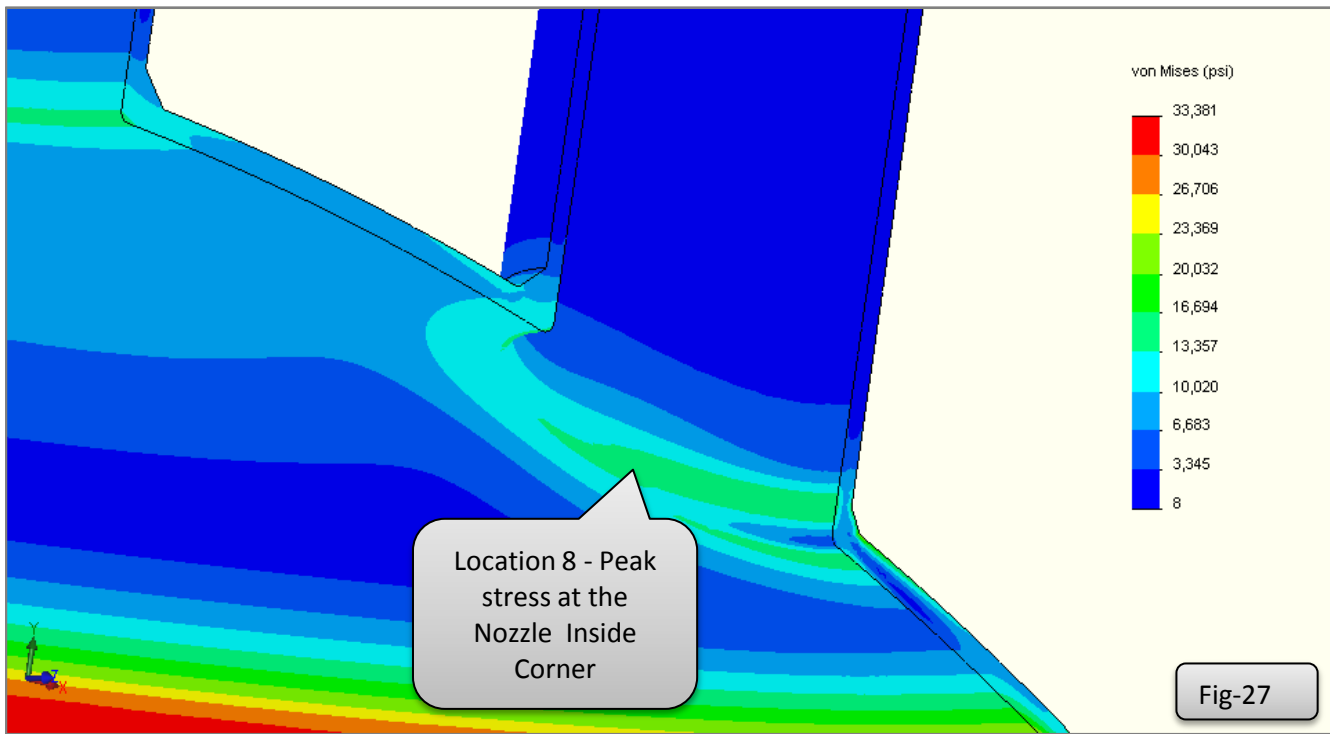 von Mises (psi)
33,381
30,043
26,706
23,369
20,032
16,694
13,357
10,020
6,683
3,345
8
Location 8 - Peak
stress at the
Nozzle Inside
Corner
Y
Z
X
Fig-27